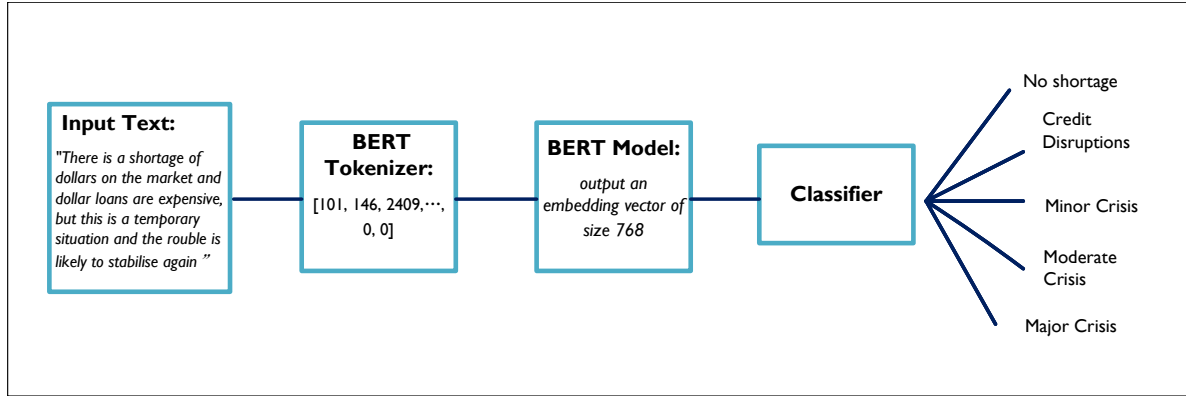 Input Text:
"There is a shortage of
dollars on the market and
dollar loans are expensive,
but this is a temporary
situation and the rouble is
likely to stabilise again ”
BERT
Tokenizer:
[101, 146, 2409,⋯,
0, 0]
BERT Model:
output an
embedding vector of
size 768
Classifier
No shortage
Credit
Disruptions
Minor Crisis
Moderate
Crisis
Major Crisis